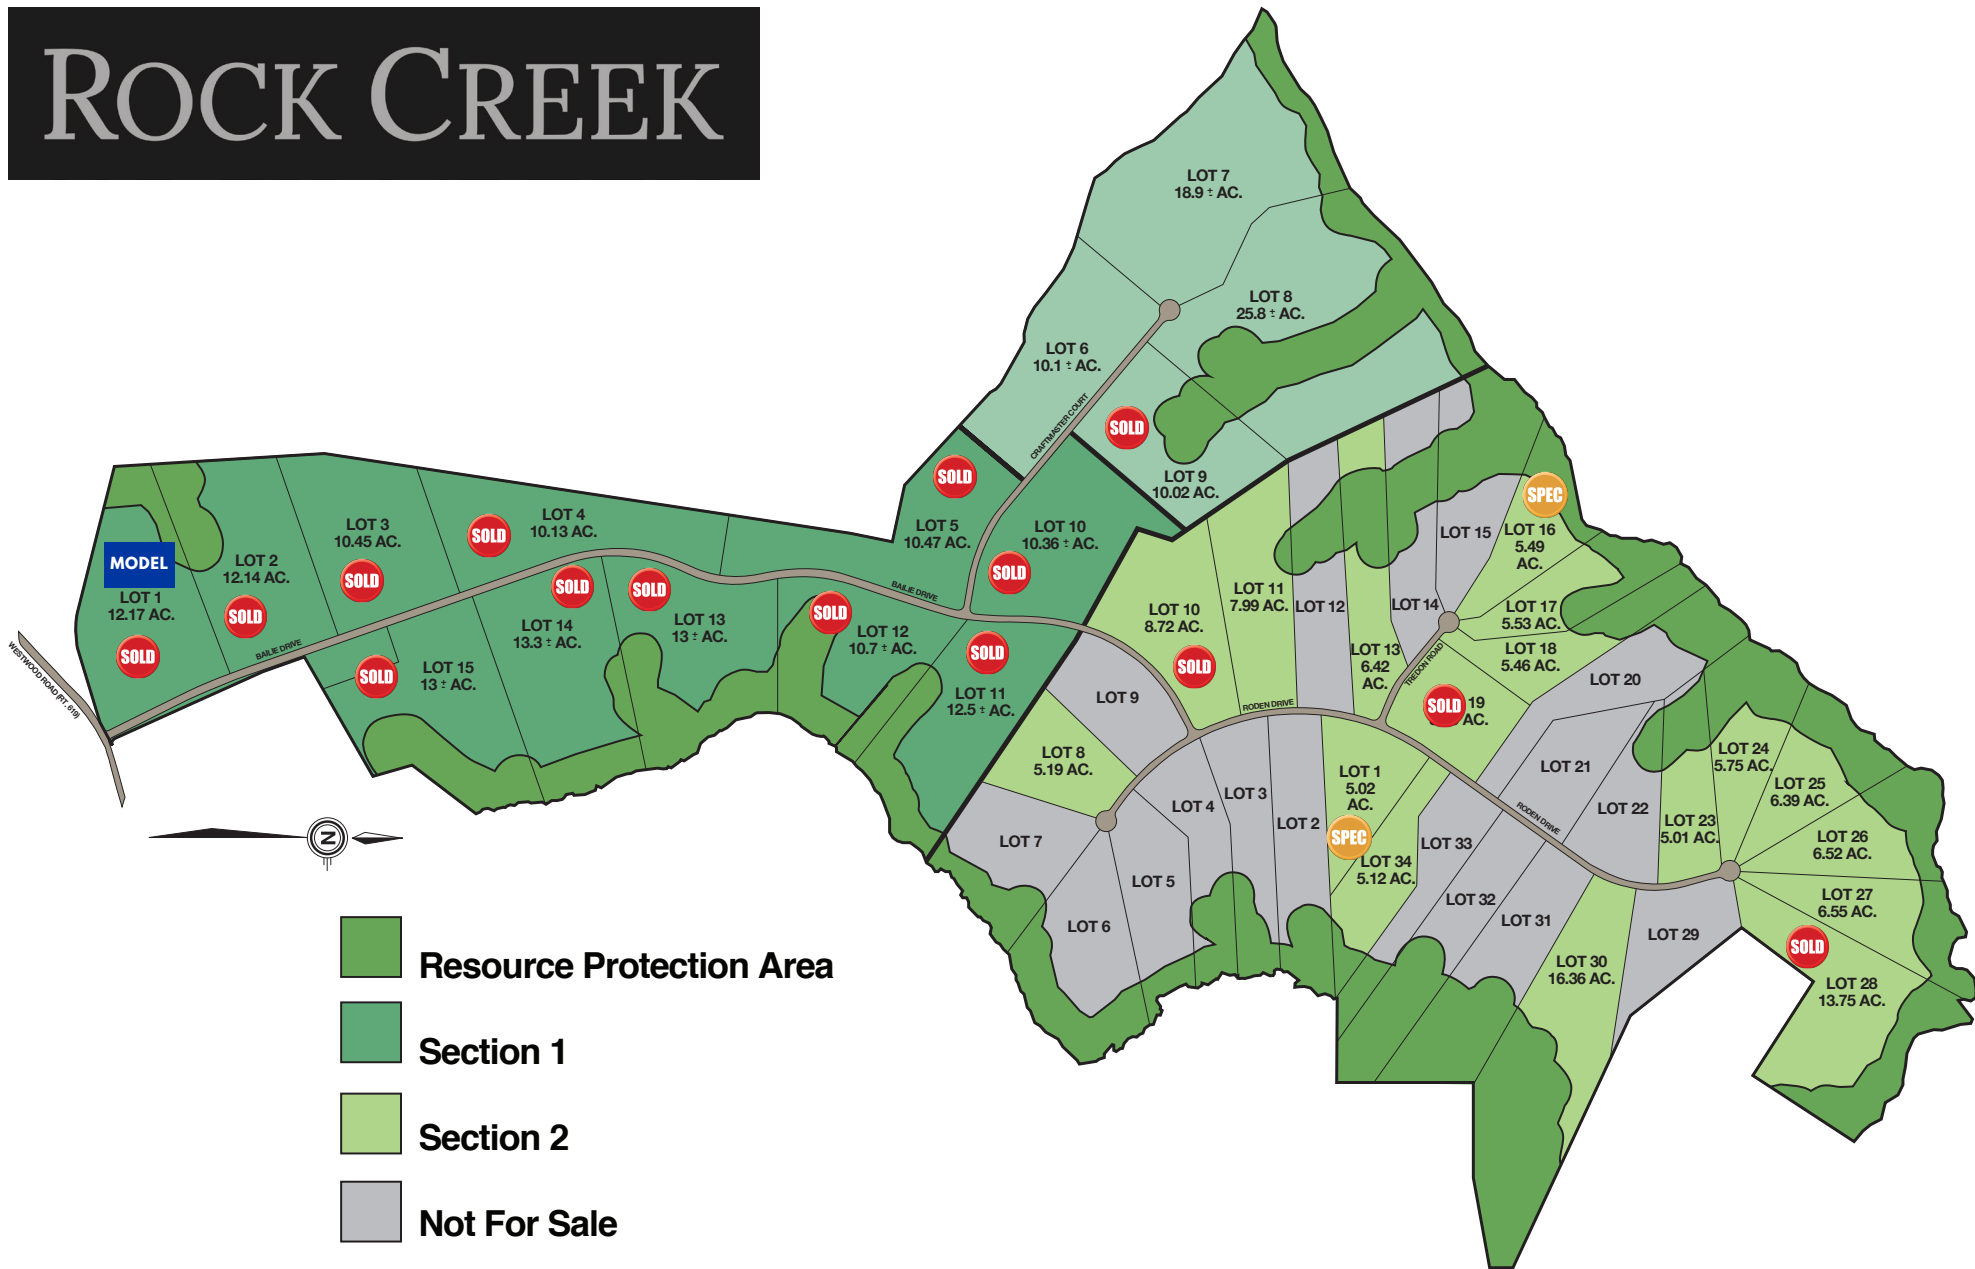 ROCK CREEK
LOT 7
18.9 ± AC.
LOT 8
25.8 ± AC.
LOT 6
10.1 ± AC.
CRAFTMASTER COURT
SOLD
LOT 9
10.02 AC.
SOLD
LOT 5
10.47 AC.
LOT 10
10.36 ± AC.
SOLD
MODEL
LOT 1
12.17 AC.
SOLD
LOT 2
12.14 AC.
SOLD
LOT 3
10.45 AC.
SOLD
LOT 4
10.13 AC.
SOLD
BAILIE DRIVE
BAILIE DRIVE
WESTWOOD ROAD (RT. 619)
SOLD
LOT 15
13 ± AC.
SOLD
LOT 14
13.3 ± AC.
SOLD
LOT 13
13 ± AC.
SOLD
LOT 12
10.7 ± AC.
SOLD
LOT 11
12.5 ± AC.
LOT 10
8.72 AC.
SOLD
LOT 11
7.99 AC.
LOT 12
LOT 13
6.42
AC.
LOT 14
LOT 15
SPEC
LOT 16
5.49
AC.
LOT 17
5.53 AC.
LOT 18
5.46 AC.
TREDON ROAD
SOLD
19
AC.
LOT 20
LOT 21
LOT 22
LOT 23
5.01 AC.
LOT 24
5.75 AC.
LOT 25
6.39 AC.
LOT 26
6.52 AC.
LOT 27
6.55 AC.
SOLD
LOT 28
13.75 AC.
LOT 29
LOT 30
16.36 AC.
LOT 31
LOT 32
LOT 33
LOT 34
5.12 AC.
SPEC
LOT 1
5.02
AC.
LOT 2
LOT 3
LOT 4
LOT 5
LOT 6
LOT 7
LOT 8
5.19 AC.
LOT 9
RODEN DRIVE
RODEN DRIVE
N
Resource Protection Area
Section 1
Section 2
Not For Sale